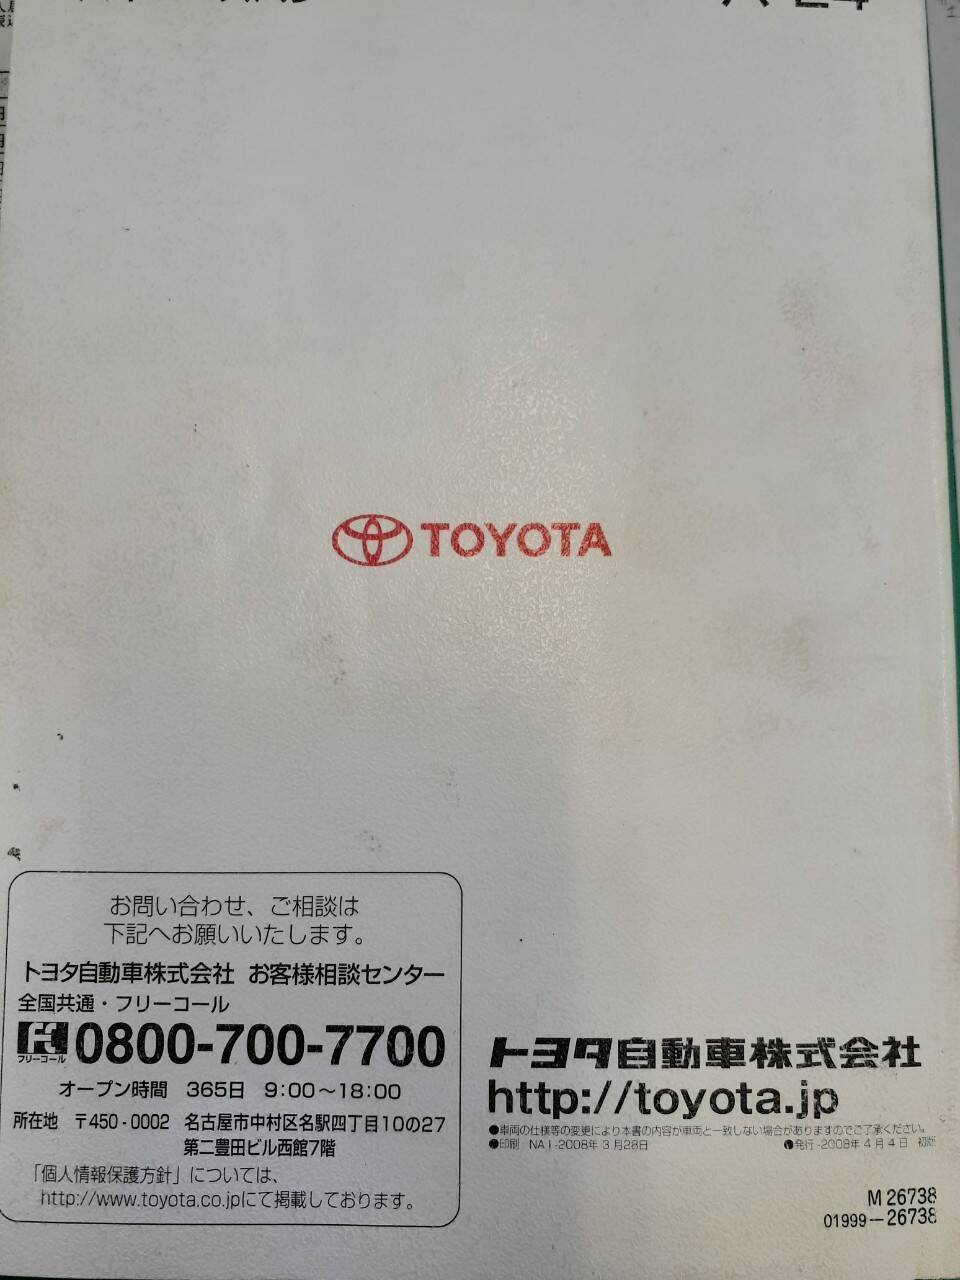 TOYOTA
お問い合わせ、ご相談は
下記へお願いいたします。
トヨタ自動車株式会社 お客様相談センター
全国共通・フリーコール
フリーコール 0800-700-7700
オープン時間 365日 9:00～18:00
所在地 〒450-0002 名古屋市中村区名駅四丁目10の27
第二豊田ビル西館7階
「個人情報保護方針」については、
http://www.toyota.co.jpにて掲載しております。
トヨタ自動車株式会社
http://toyota.jp
●車両の仕様等の変更により本書の内容が車両と一致しない場合がありますのでご了承ください。
●印刷 NA I -2008年 3 月28日 ●発行 -2008年 4 月 4 日 初版
M 26738
01999－26738